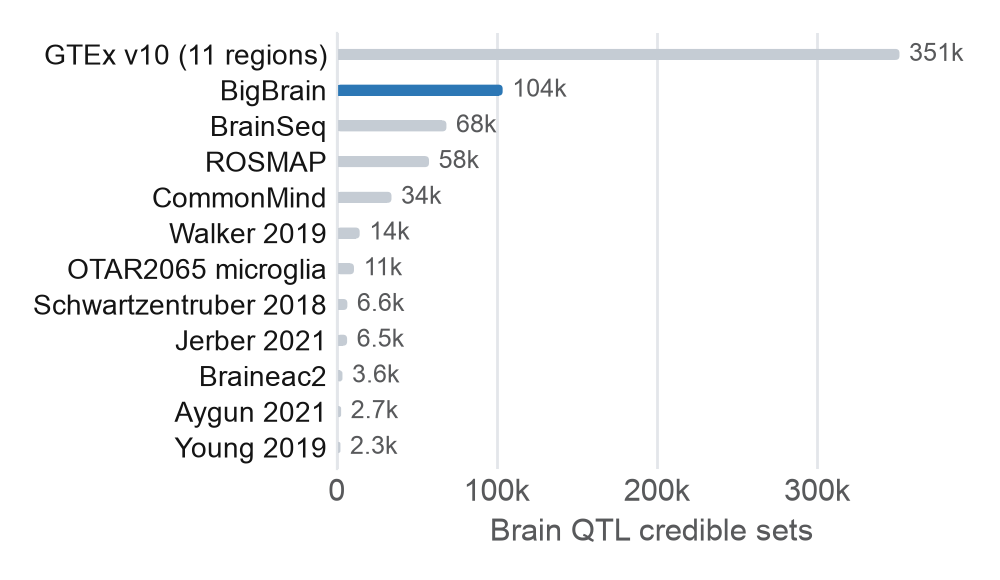 GTEx v10 (11 regions) 351k
BigBrain 104k
BrainSeq 68k
ROSMAP 58k
CommonMind 34k
Walker 2019 14k
OTAR2065 microglia 11k
Schwartzentruber 2018 6.6k
Jerber 2021 6.5k
Braineac2 3.6k
Aygun 2021 2.7k
Young 2019 2.3k
0 100k 200k 300k
Brain QTL credible sets